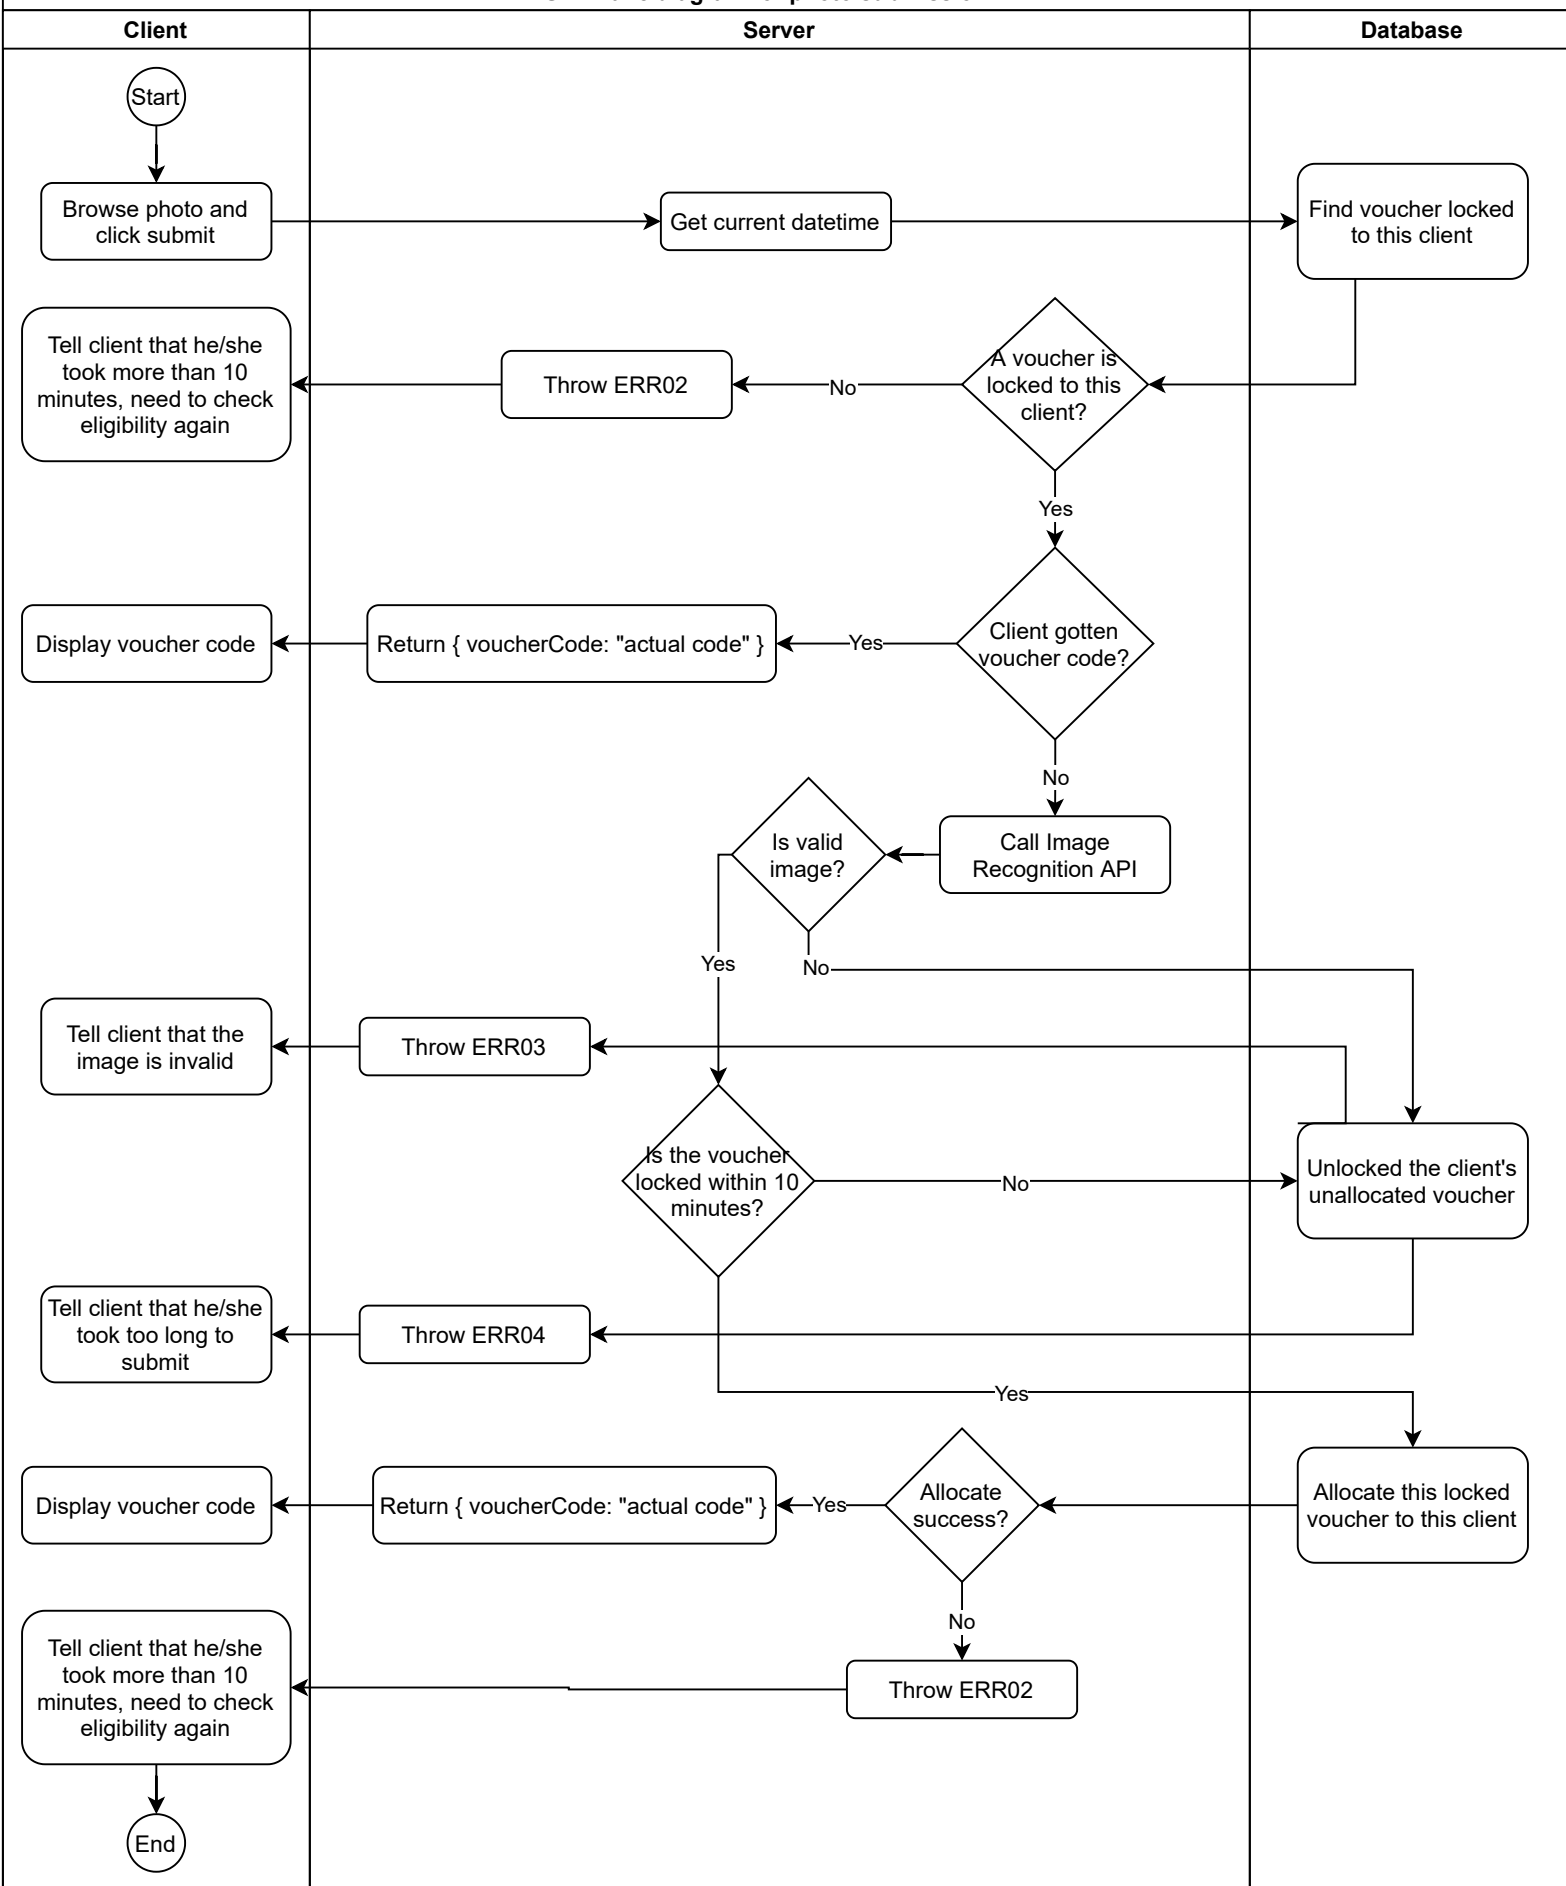 Client
Server
Database
Start
Browse photo and
click submit
Get current datetime
Find voucher locked
to this client
Tell client that he/she
took more than 10
minutes, need to check
eligibility again
Throw ERR02
No
A voucher is
locked to this
client?
Yes
Display voucher code
Return { voucherCode: "actual code" }
Yes
Client gotten
voucher code?
No
Is valid
image?
Call Image
Recognition API
Yes
No
Tell client that the
image is invalid
Throw ERR03
Is the voucher
locked within 10
minutes?
No
Unlocked the client's
unallocated voucher
Tell client that he/she
took too long to
submit
Throw ERR04
Yes
Display voucher code
Return { voucherCode: "actual code" }
Yes
Allocate
success?
Allocate this locked
voucher to this client
No
Tell client that he/she
took more than 10
minutes, need to check
eligibility again
Throw ERR02
End